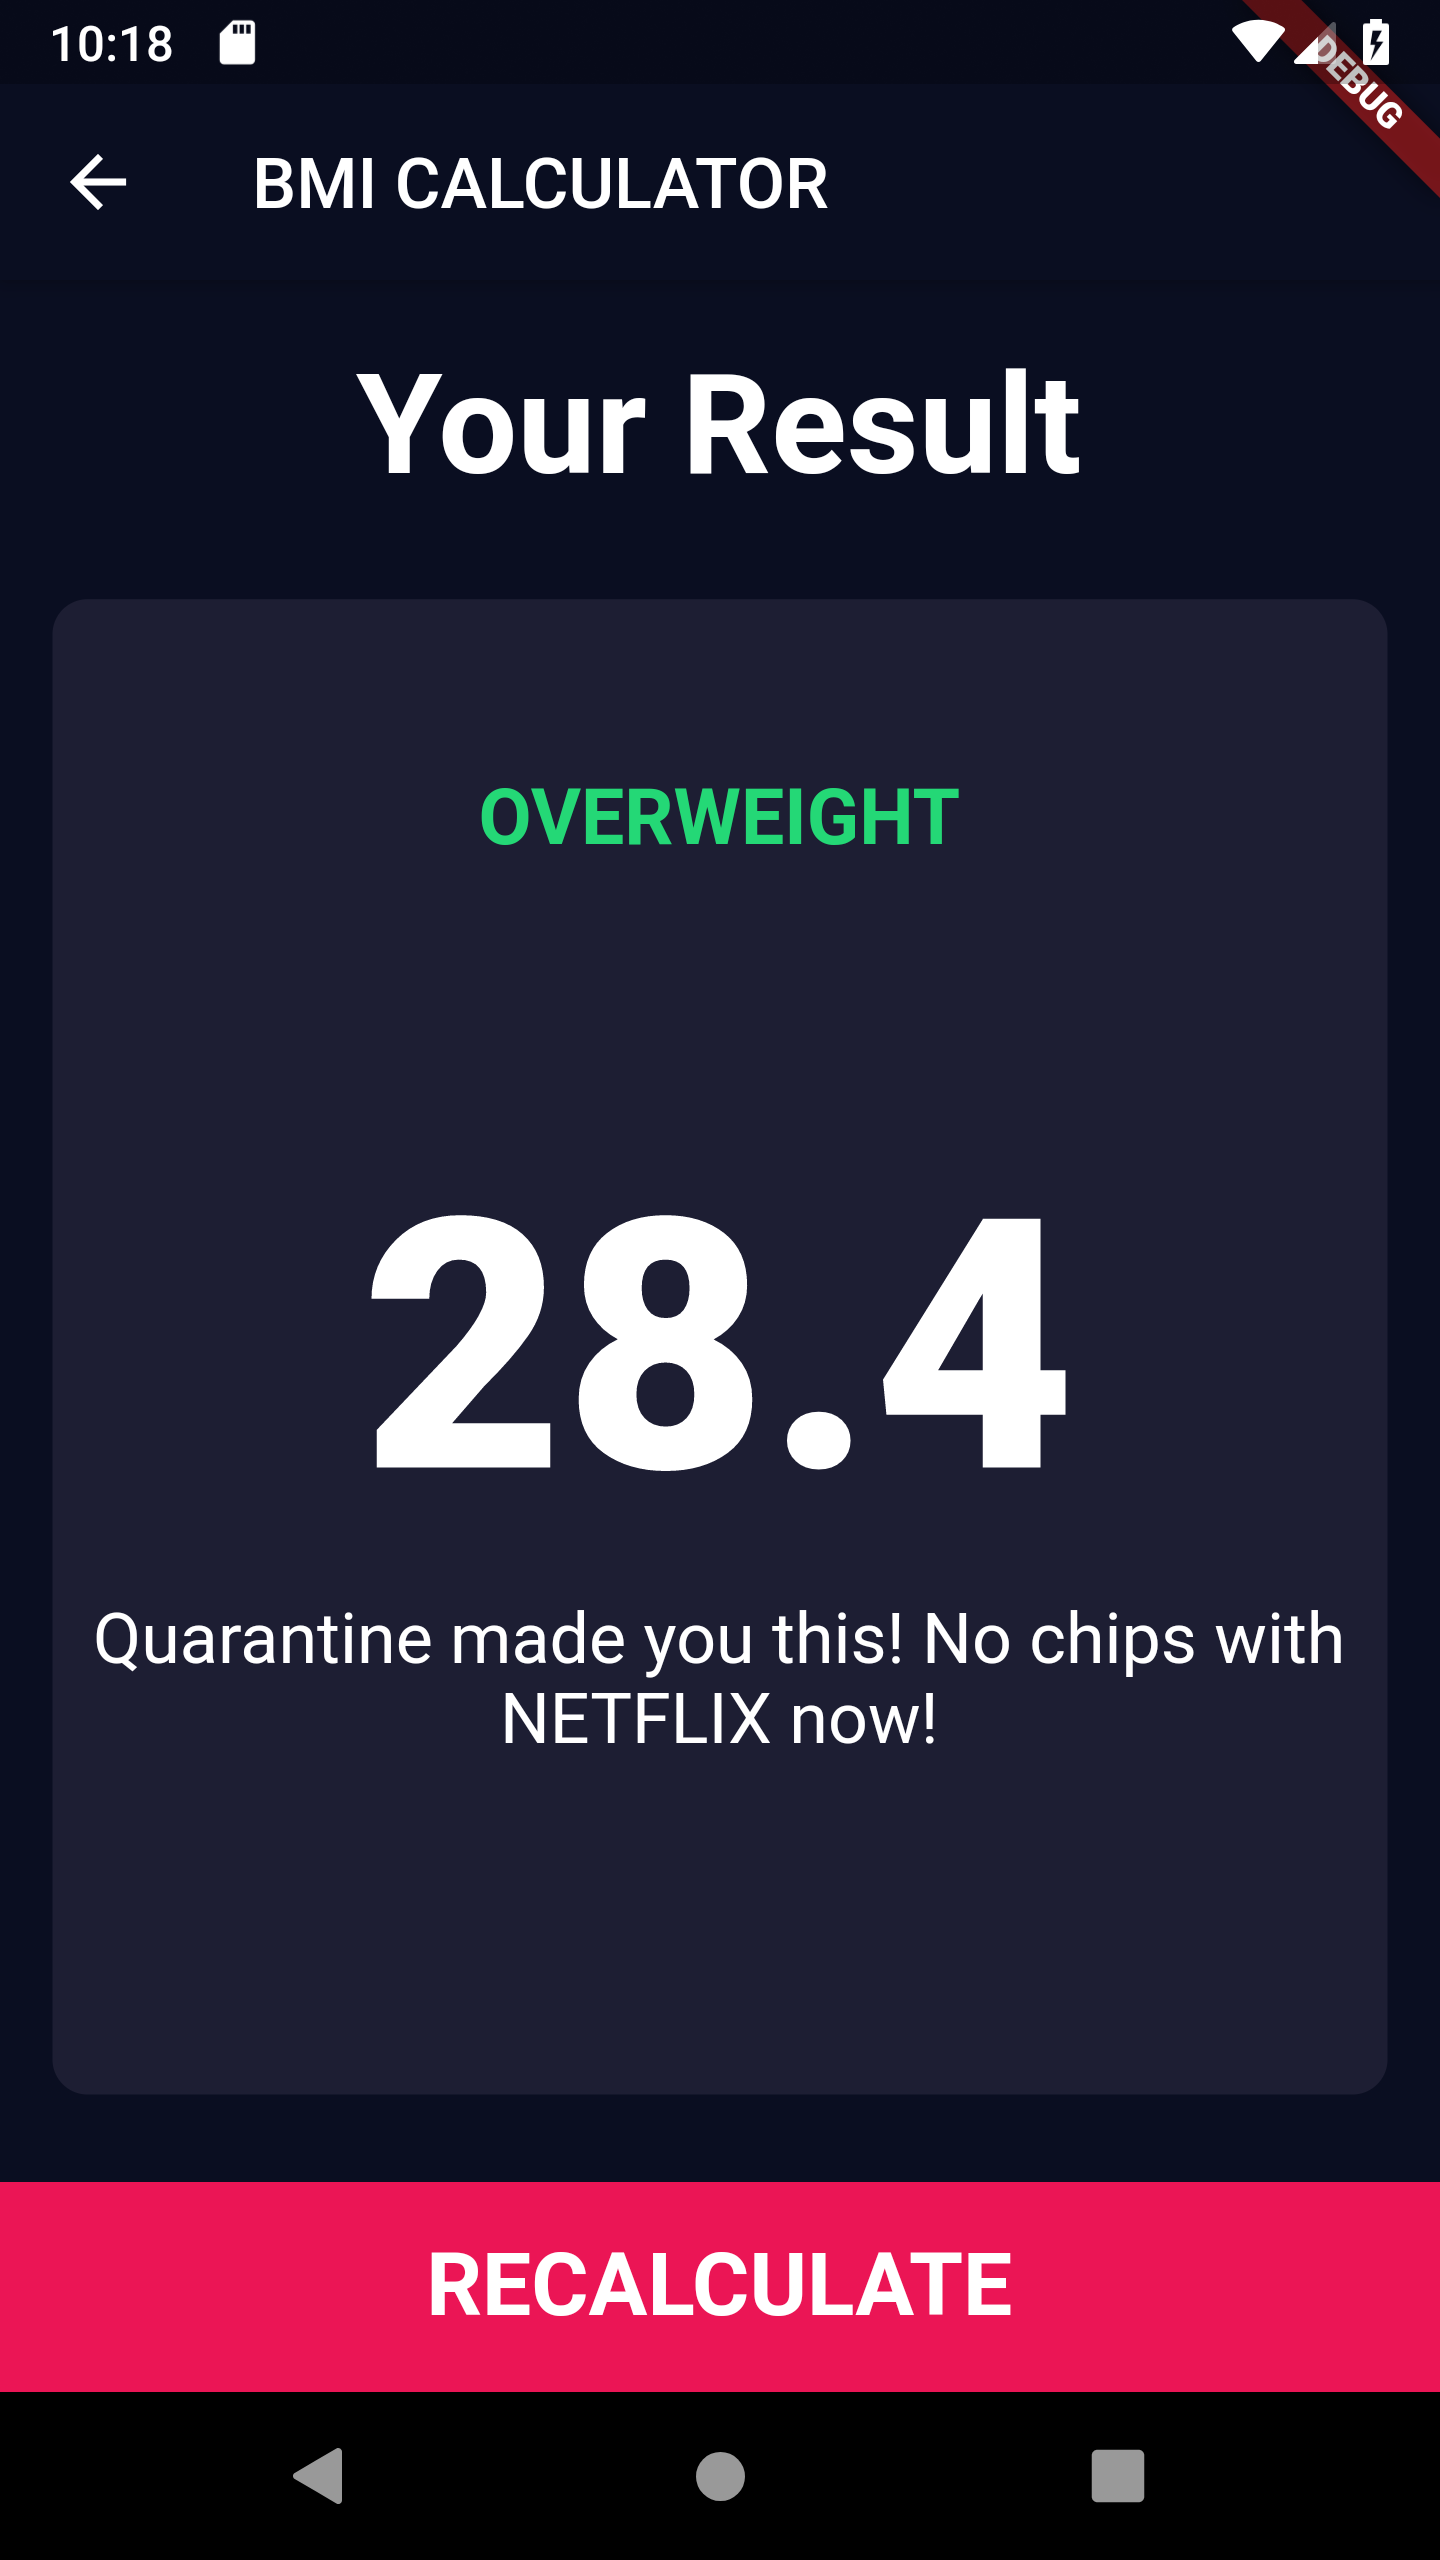 10:18
DEBUG
BMI CALCULATOR
Your Result
OVERWEIGHT
28.4
Quarantine made you this! No chips with
NETFLIX now!
RECALCULATE